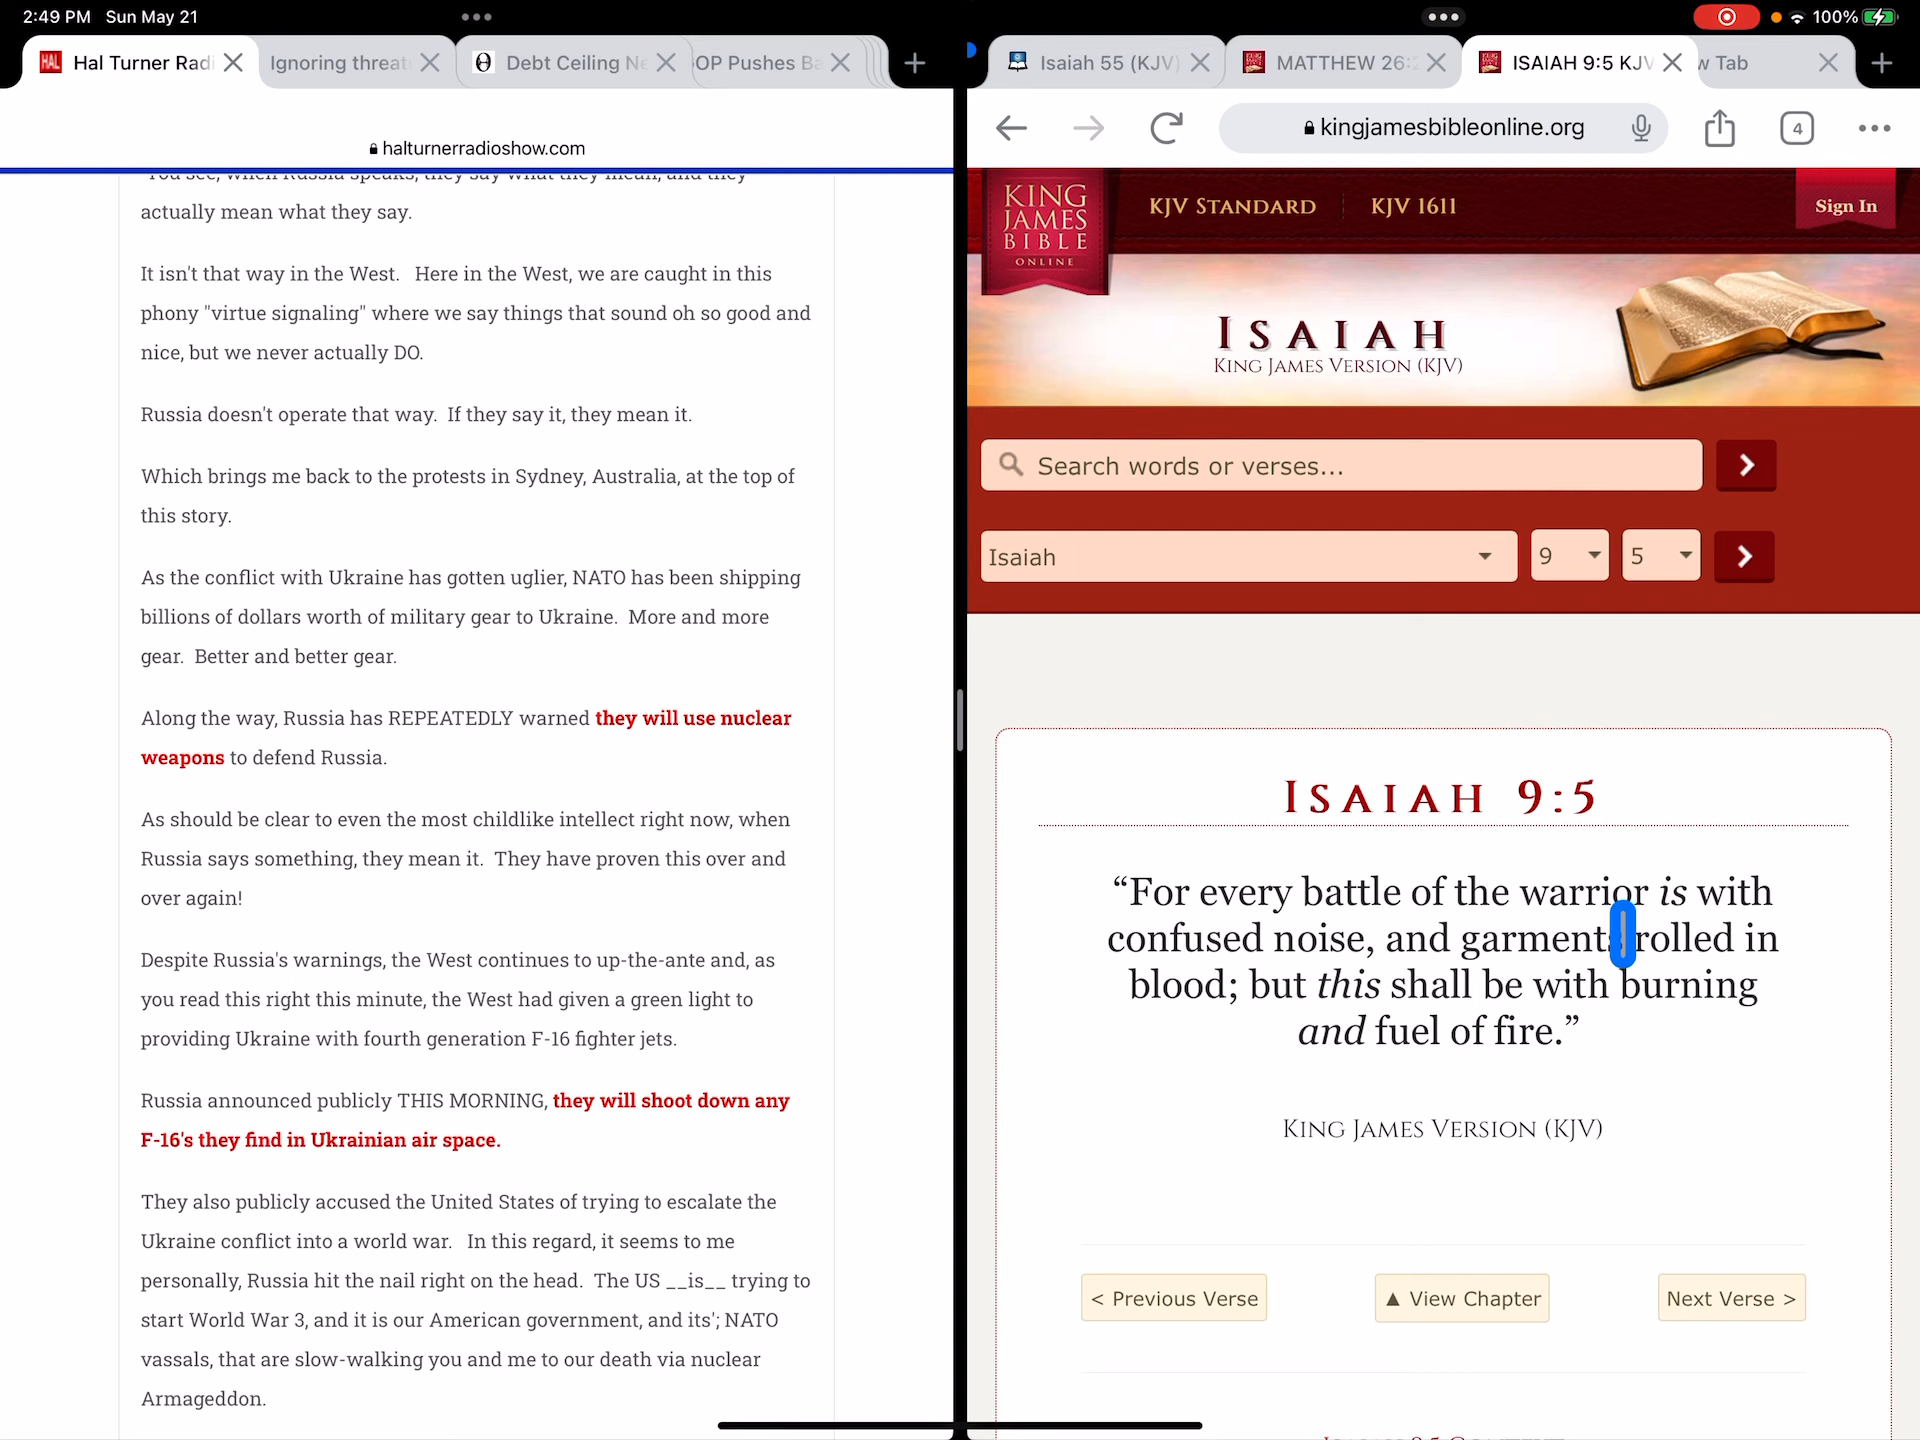 2:49 PM Sun May 21
100%
Hal Turner Radi
Ignoring threat
Debt Ceiling Ne
OP Pushes Ba
halturnerradioshow.com
"You see, when Russia speaks, they say what they mean, and they
actually mean what they say.
It isn't that way in the West. Here in the West, we are caught in this
phony "virtue signaling" where we say things that sound oh so good and
nice, but we never actually DO.
Russia doesn't operate that way. If they say it, they mean it.
Which brings me back to the protests in Sydney, Australia, at the top of
this story.
As the conflict with Ukraine has gotten uglier, NATO has been shipping
billions of dollars worth of military gear to Ukraine. More and more
gear. Better and better gear.
Along the way, Russia has REPEATEDLY warned they will use nuclear
weapons to defend Russia.
As should be clear to even the most childlike intellect right now, when
Russia says something, they mean it. They have proven this over and
over again!
Despite Russia's warnings, the West continues to up-the-ante and, as
you read this right this minute, the West had given a green light to
providing Ukraine with fourth generation F-16 fighter jets.
Russia announced publicly THIS MORNING, they will shoot down any
F-16's they find in Ukrainian air space.
They also publicly accused the United States of trying to escalate the
Ukraine conflict into a world war. In this regard, it seems to me
personally, Russia hit the nail right on the head. The US __is__ trying to
start World War 3, and it is our American government, and its'; NATO
vassals, that are slow-walking you and me to our death via nuclear
Armageddon.
Isaiah 55 (KJV)
MATTHEW 26:2
ISAIAH 9:5 KJV
w Tab
kingjamesbibleonline.org
4
KING
JAMES
BIBLE
ONLINE
KJV STANDARD
KJV 1611
Sign In
ISAIAH
KING JAMES VERSION (KJV)
Search words or verses...
Isaiah
9
5
ISAIAH 9:5
“For every battle of the warrior is with
confused noise, and garments rolled in
blood; but this shall be with burning
and fuel of fire.”
KING JAMES VERSION (KJV)
< Previous Verse
▲ View Chapter
Next Verse >